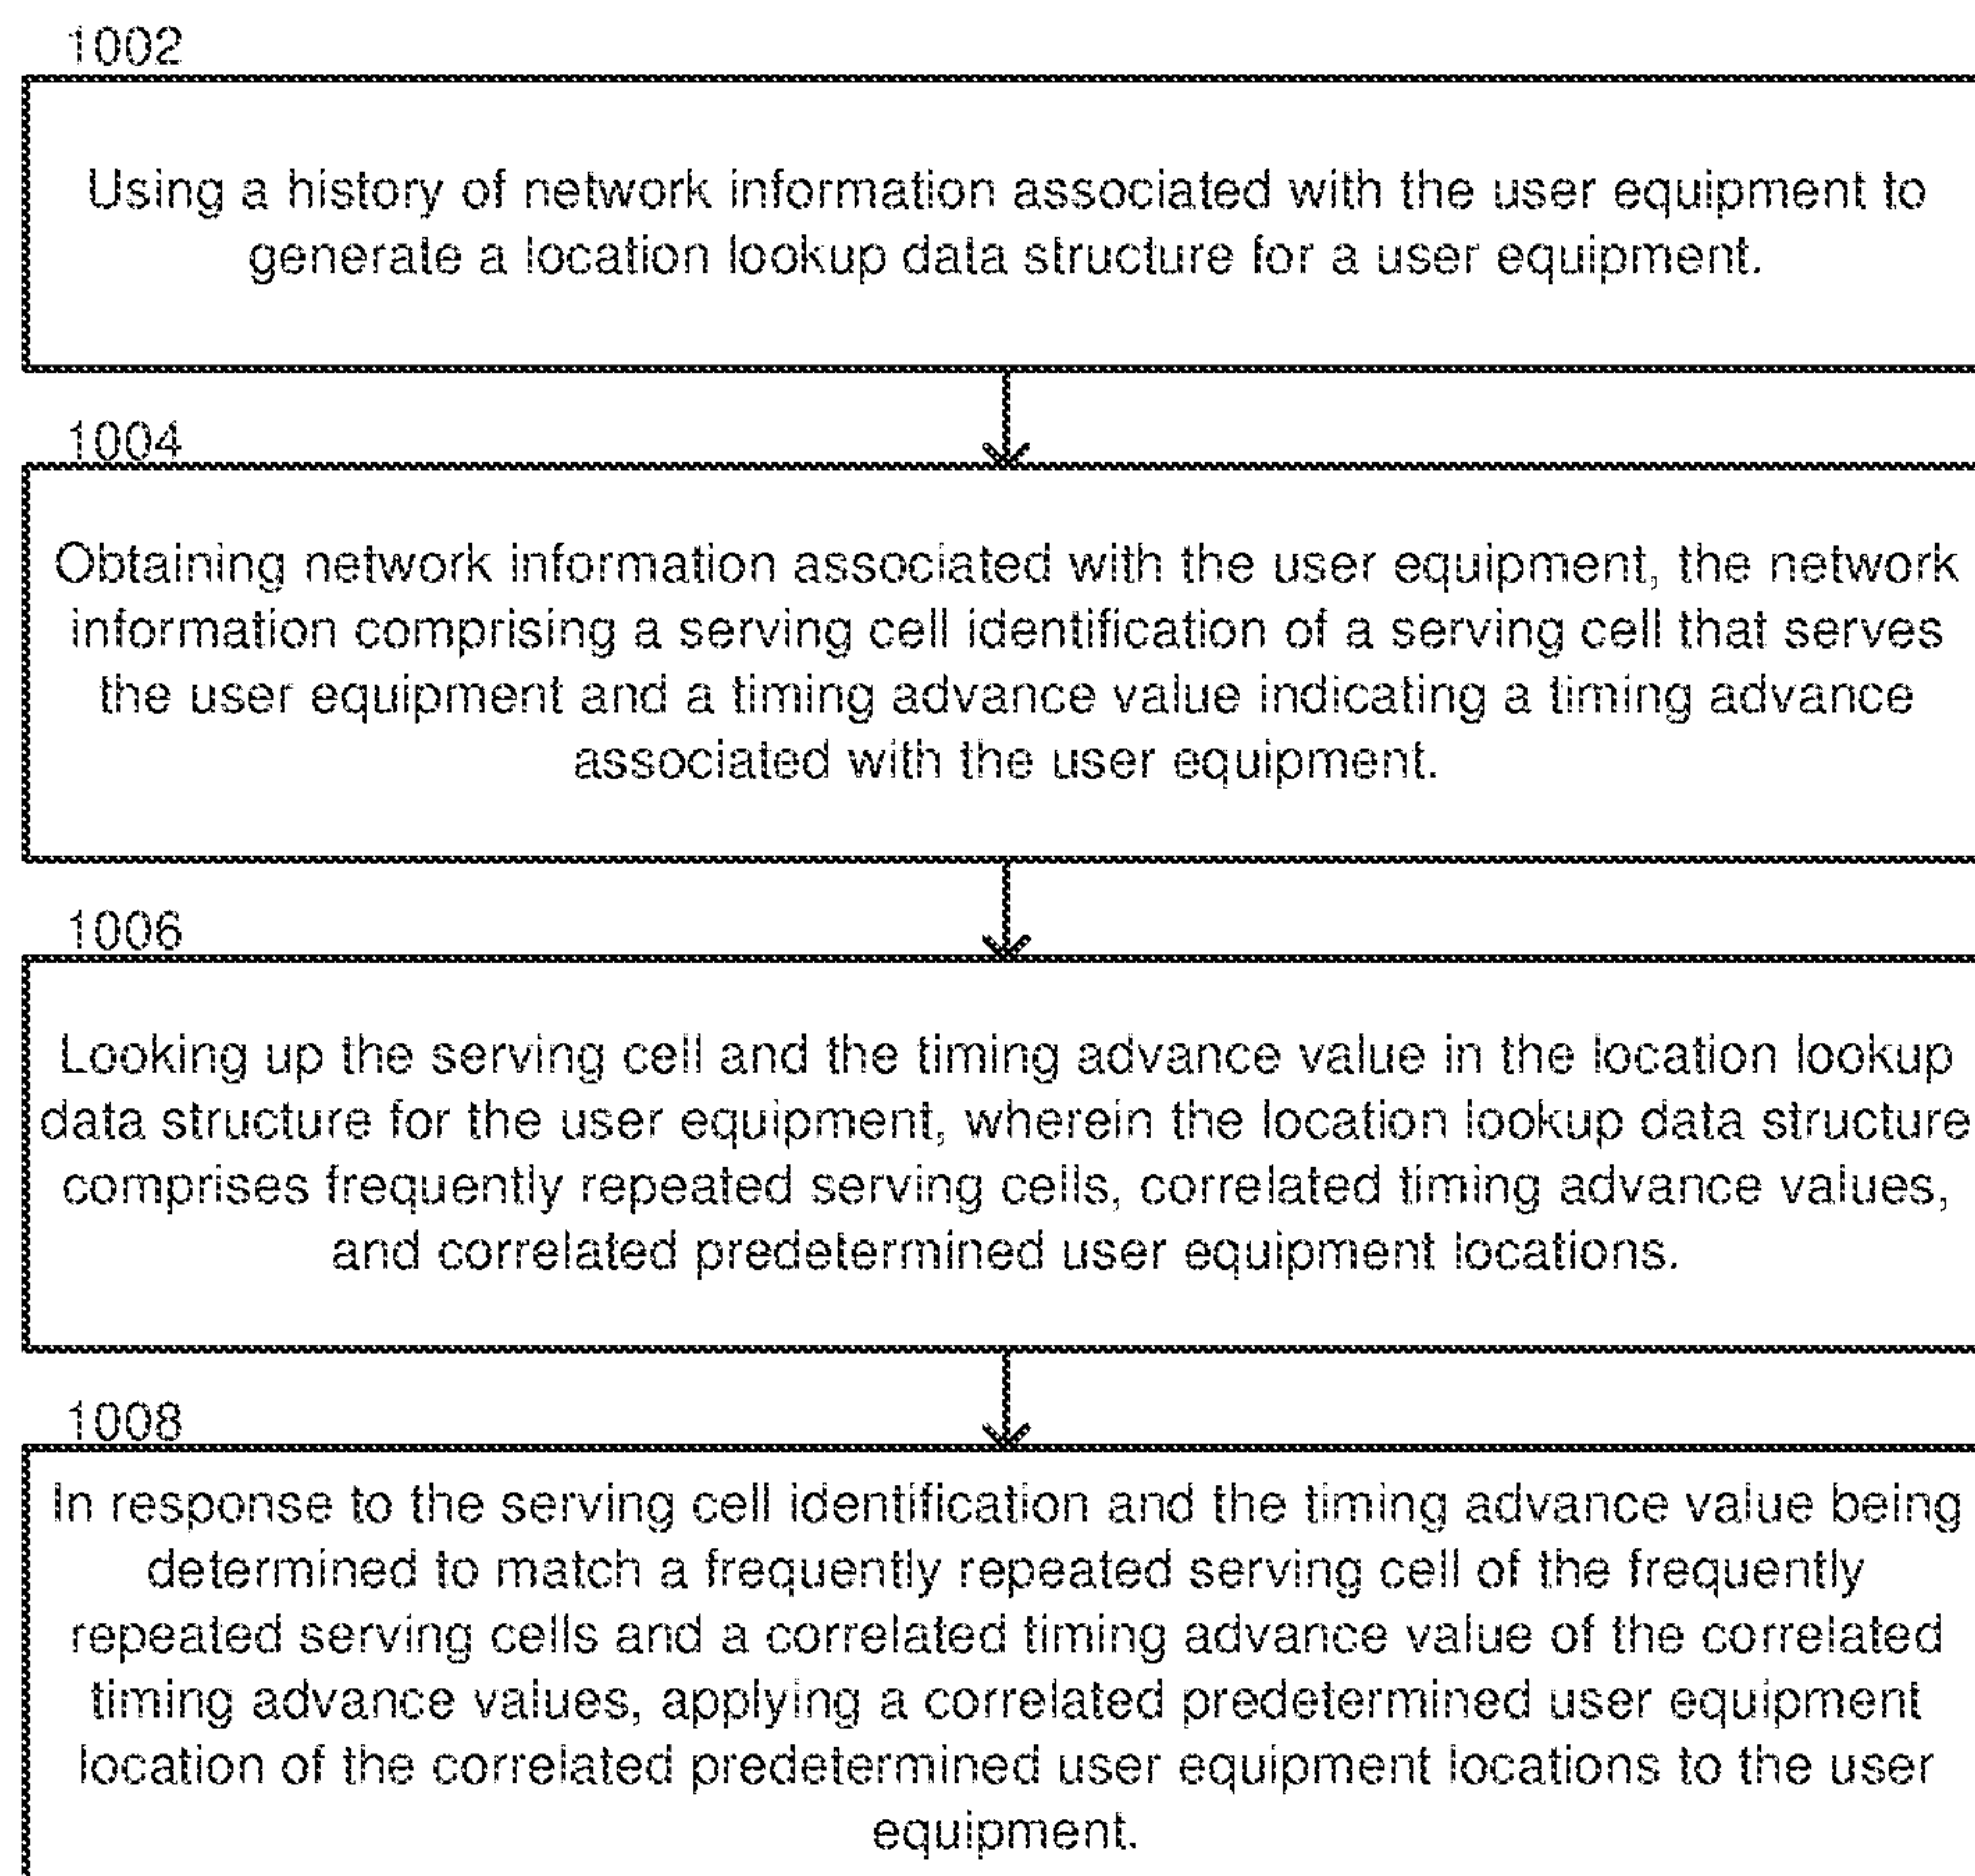 1002
Using a history of network information associated with the user equipment to
generate a location lookup data structure for a user equipment.
1004
Obtaining network information associated with the user equipment, the network
information comprising a serving cell identification of a serving cell that serves
the user equipment and a timing advance value indicating a timing advance
associated with the user equipment.
1006
Looking up the serving cell and the timing advance value in the location lookup
data structure for the user equipment, wherein the location lookup data structure
comprises frequently repeated serving cells, correlated timing advance values,
and correlated predetermined user equipment locations.
1008
In response to the serving cell identification and the timing advance value being
determined to match a frequently repeated serving cell of the frequently
repeated serving cells and a correlated timing advance value of the correlated
timing advance values, applying a correlated predetermined user equipment
location of the correlated predetermined user equipment locations to the user
equipment.